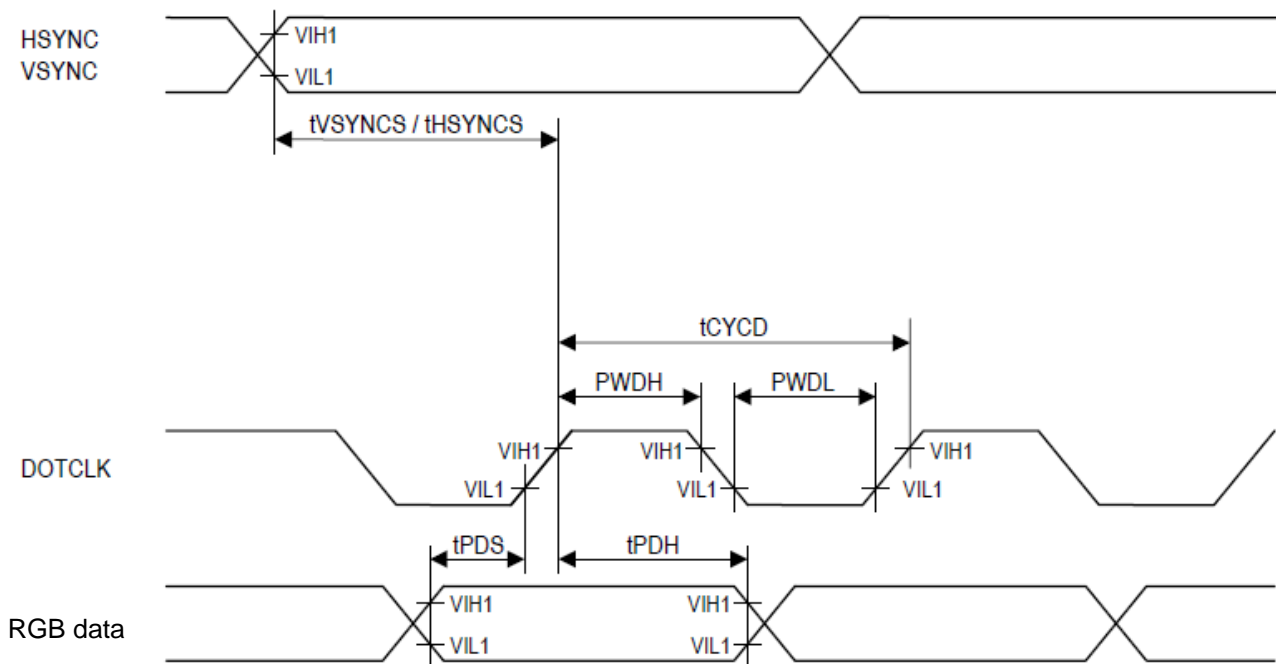 HSYNC
VSYNC
VIH1
VIL1
tVSYNCS / tHSYNCS
tCYCD
PWDH
PWDL
DOTCLK
VIH1
VIH1
VIH1
VIL1
VIL1
VIL1
tPDS
tPDH
RGB data
VIH1
VIH1
VIL1
VIL1